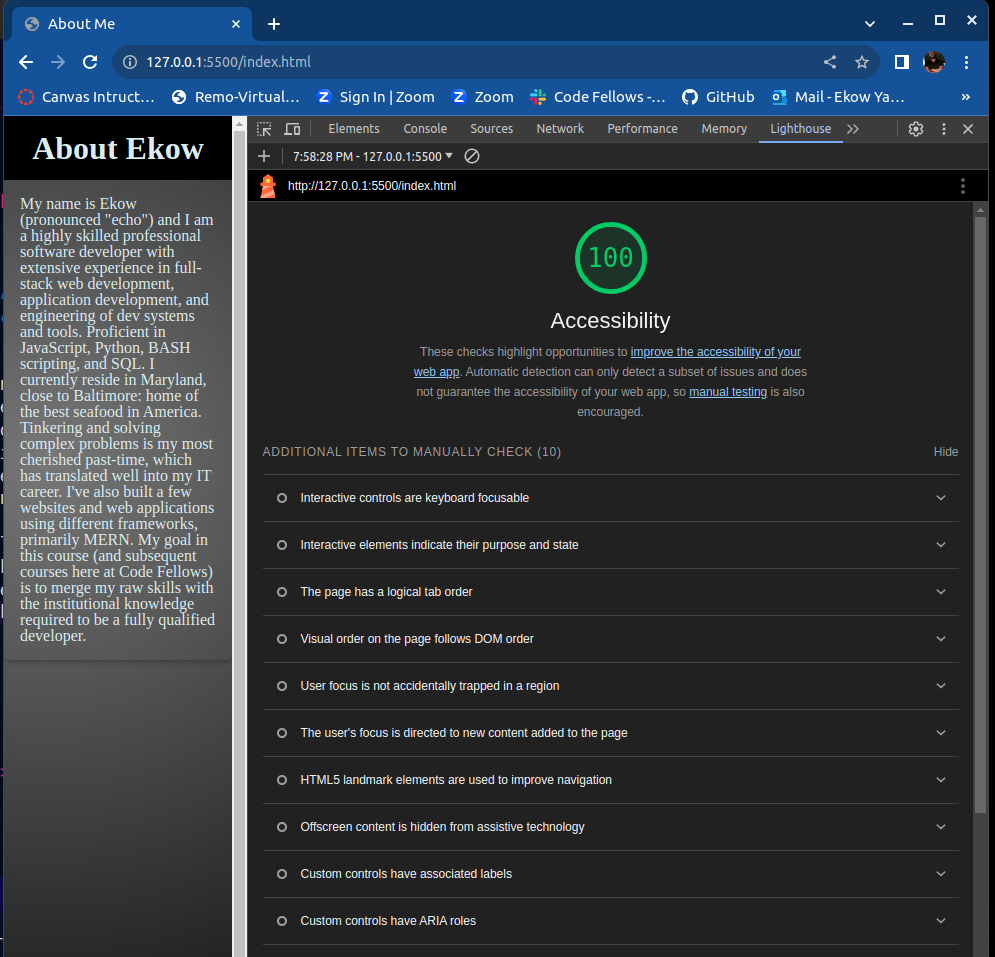 About Me
127.0.0.1:5500/index.html
Canvas Intruct...
Remo-Virtual...
Sign In | Zoom
Zoom
Code Fellows -...
GitHub
Mail - Ekow Ya...
»
About Ekow
My name is Ekow
(pronounced "echo") and I am
a highly skilled professional
software developer with
extensive experience in full-
stack web development,
application development, and
engineering of dev systems
and tools. Proficient in
JavaScript, Python, BASH
scripting, and SQL. I
currently reside in Maryland,
close to Baltimore: home of
the best seafood in America.
Tinkering and solving
complex problems is my most
cherished past-time, which
has translated well into my IT
career. I've also built a few
websites and web applications
using different frameworks,
primarily MERN. My goal in
this course (and subsequent
courses here at Code Fellows)
is to merge my raw skills with
the institutional knowledge
required to be a fully qualified
developer.
Elements
Console
Sources
Network
Performance
Memory
Lighthouse
7:58:28 PM - 127.0.0.1:5500
http://127.0.0.1:5500/index.html
100
Accessibility
These checks highlight opportunities to improve the accessibility of your
web app. Automatic detection can only detect a subset of issues and does
not guarantee the accessibility of your web app, so manual testing is also
encouraged.
ADDITIONAL ITEMS TO MANUALLY CHECK (10)
Hide
Interactive controls are keyboard focusable
Interactive elements indicate their purpose and state
The page has a logical tab order
Visual order on the page follows DOM order
User focus is not accidentally trapped in a region
The user's focus is directed to new content added to the page
HTML5 landmark elements are used to improve navigation
Offscreen content is hidden from assistive technology
Custom controls have associated labels
Custom controls have ARIA roles